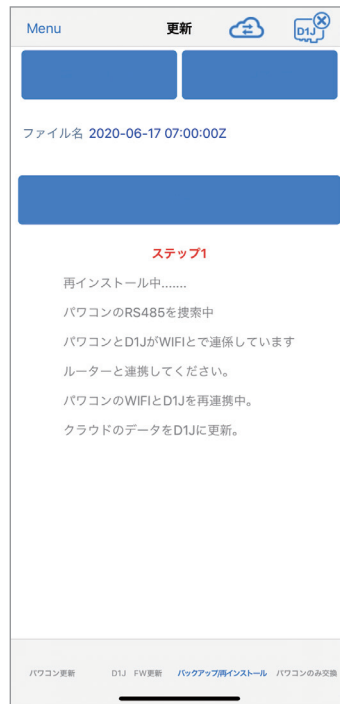 Menu
更新
D1J
ファイル名 2020-06-17 07:00:00Z
ステップ1
再インストール中.......
パワコンのRS485を捜索中
パワコンとD1JがWIFIとで連係しています
ルーターと連携してください。
パワコンのWIFIとD1Jを再連携中。
クラウドのデータをD1Jに更新。
パワコン更新
D1J FW更新
バックアップ/再インストール
パワコンのみ交換